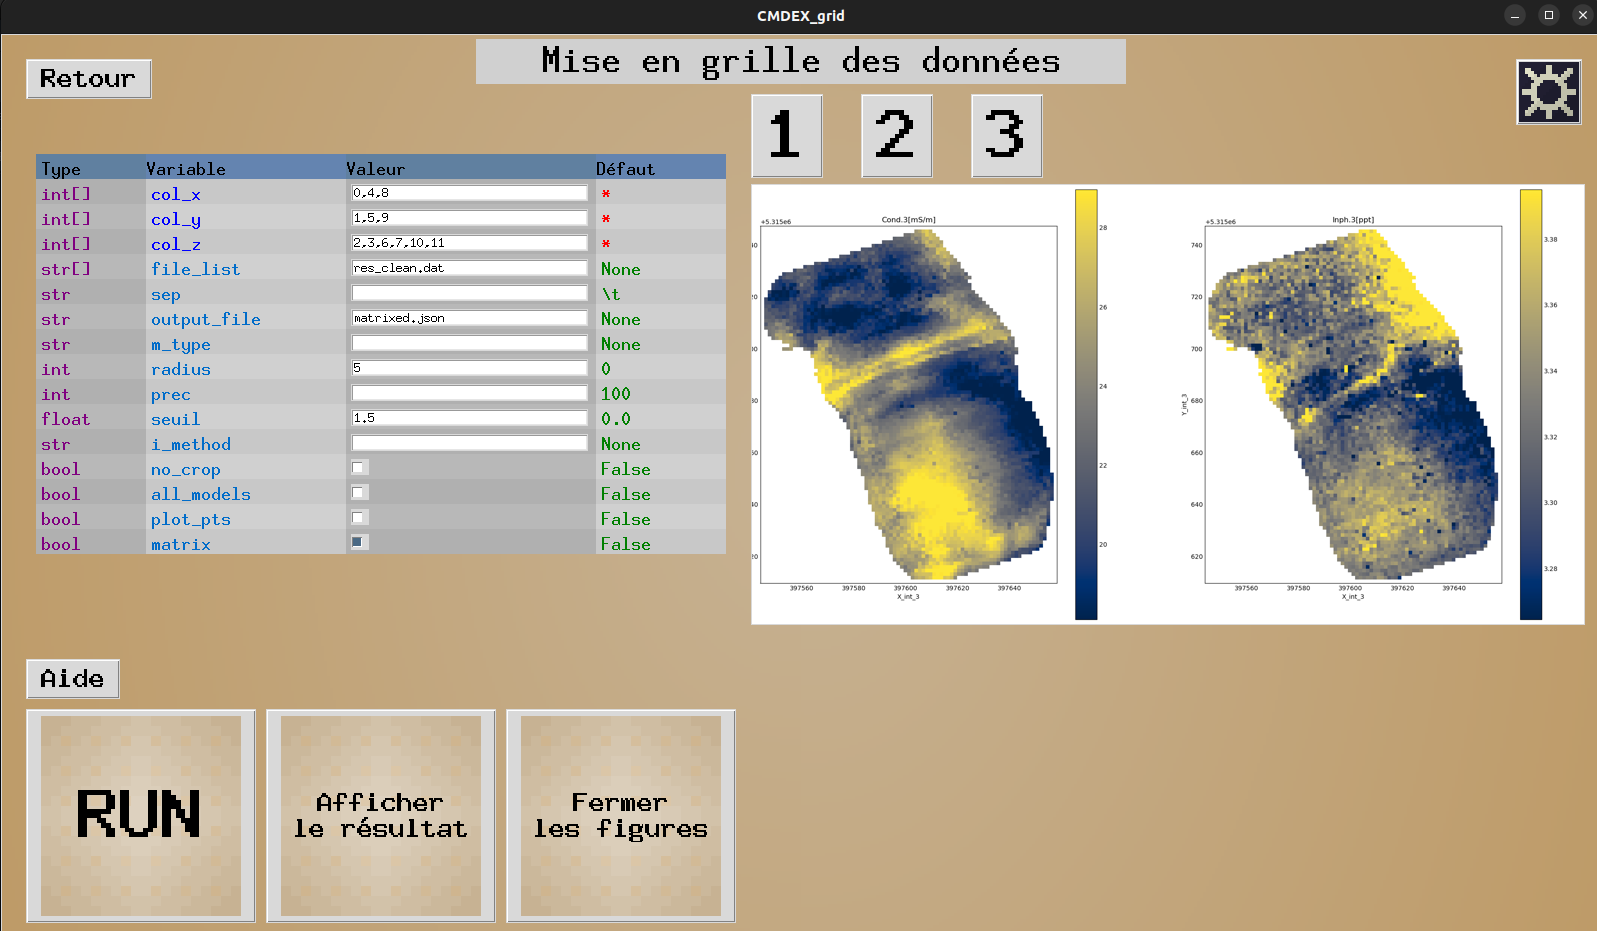 CMDEX_grid
Mise en grille des données
Retour
1 2 3
Type Variable Valeur Défaut
int[] col_x 0,4,8 *
int[] col_y 1,5,9 *
int[] col_z 2,3,6,7,10,11 *
str[] file_list res_clean.dat None
str sep \t
str output_file matrixed.json None
str m_type None
int radius 5 0
int prec 100
float seuil 1.5 0.0
str i_method None
bool no_crop False
bool all_models False
bool plot_pts False
bool matrix False
+5.315e6
Cond.3[mS/m]
40
20
00
80
60
40
20
397560 397580 397600 397620 397640
X_int_3
28
26
24
22
20
+5.315e6
Inph.3[ppt]
740
720
700
680
660
640
620
Y_int_3
397560 397580 397600 397620 397640
X_int_3
3.38
3.36
3.34
3.32
3.30
3.28
Aide
RUN
Afficher
le résultat
Fermer
les figures